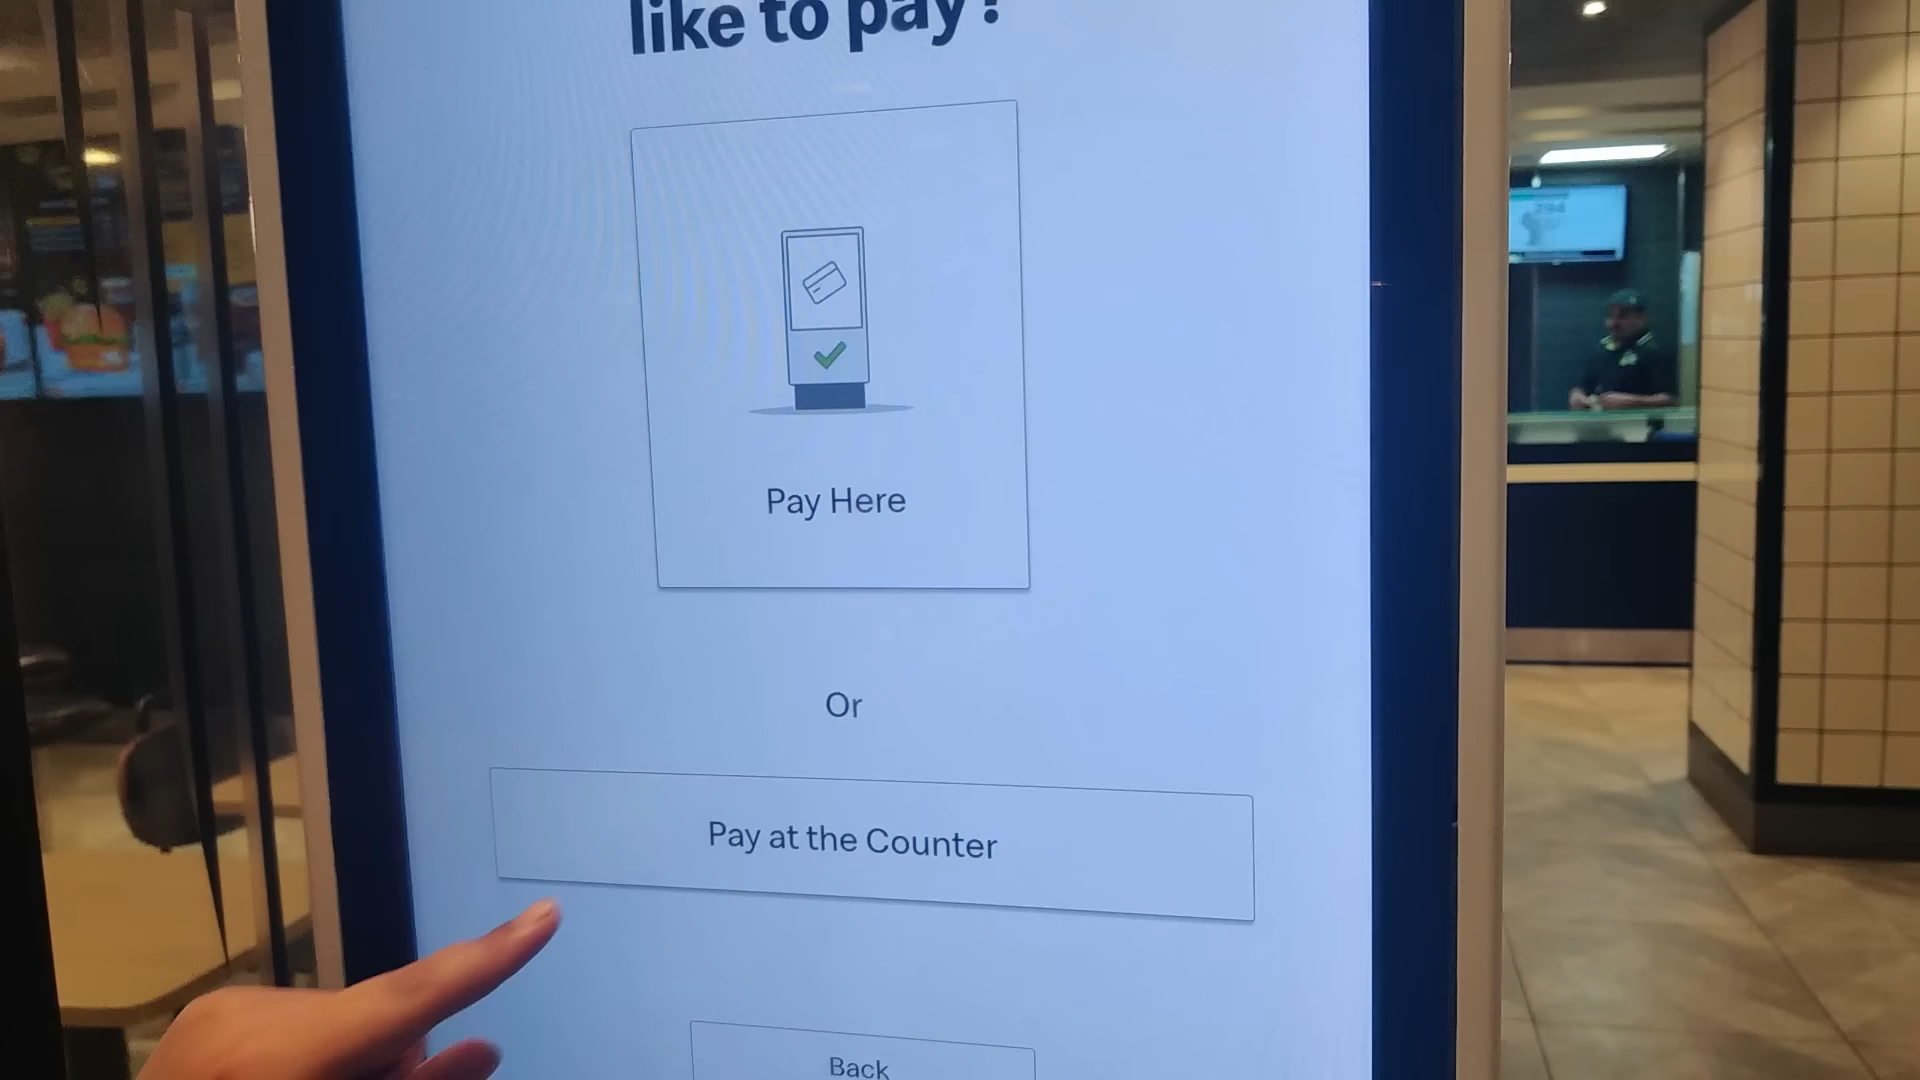 like to pay?
Pay Here
Or
Pay at the Counter
Back